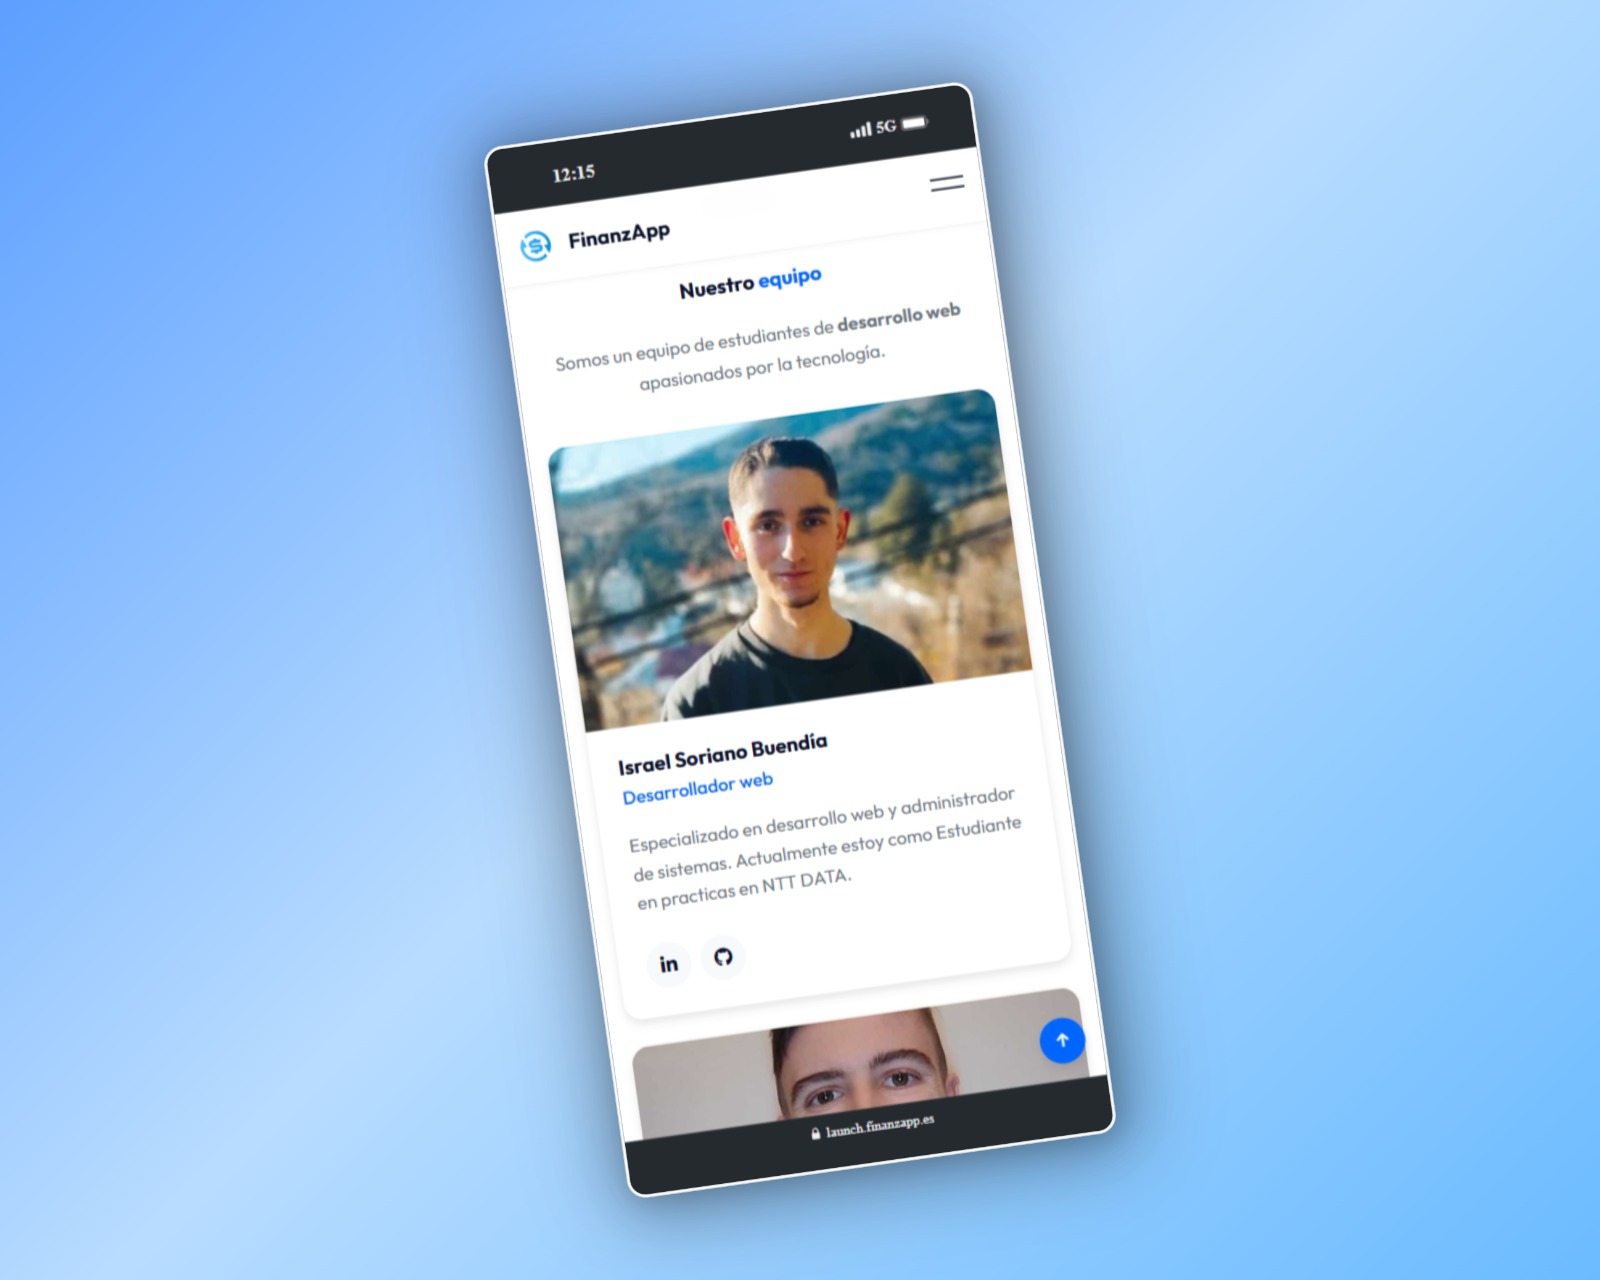 12:15
5G
FinanzApp
Nuestro equipo
Somos un equipo de estudiantes de desarrollo web
apasionados por la tecnología.
Israel Soriano Buendía
Desarrollador web
Especializado en desarrollo web y administrador
de sistemas. Actualmente estoy como Estudiante
en practicas en NTT DATA.
in
launch.finanzapp.es